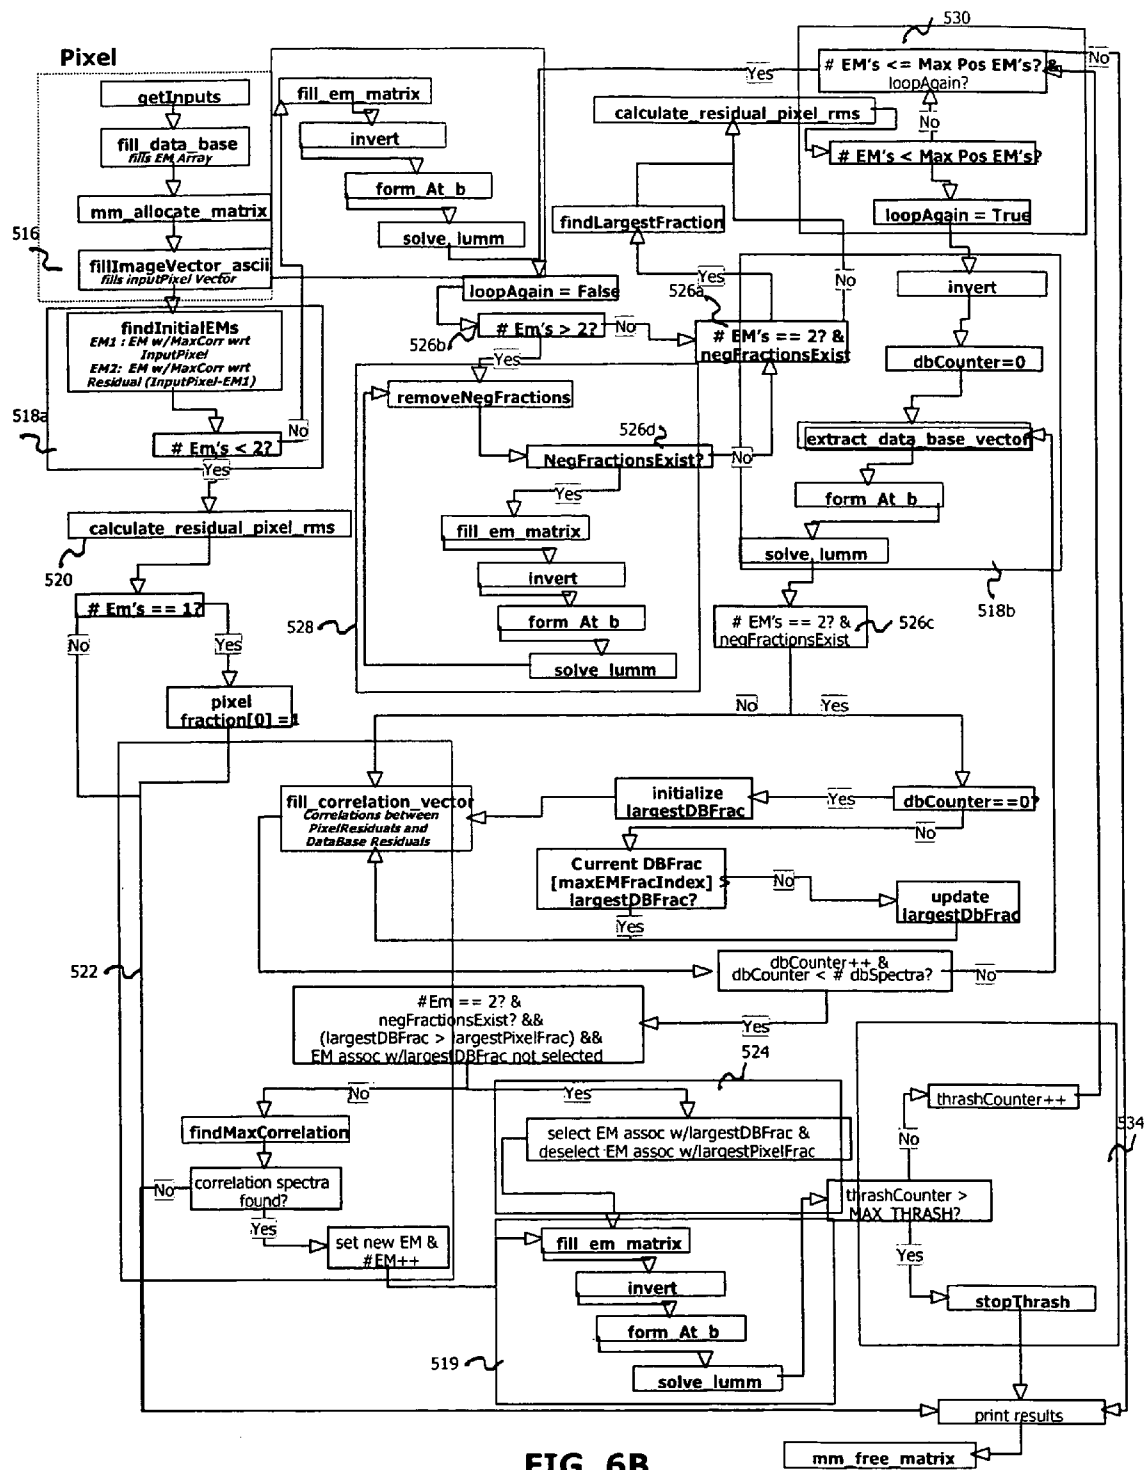 Pixel
getInputs
fill_data_base
fills EM Array
mm_allocate_matrix
516
fillImageVector_ascii
fills inputPixel Vector
findInitialEMs
EM1 : EM w/MaxCorr wrt
InputPixel
EM2: EM w/MaxCorr wrt
Residual (InputPixel-EM1)
518a
# Em's < 2?
No
Yes
calculate_residual_pixel_rms
520
# Em's == 1?
No
Yes
pixel
fraction[0] =1
fill_em_matrix
invert
form_At_b
solve_lumm
Yes
530
# EM's <= Max Pos EM's? &
loopAgain?
No
calculate_residual_pixel_rms
No
# EM's < Max Pos EM's?
loopAgain = True
findLargestFraction
Yes
No
loopAgain = False
526b
# Em's > 2?
No
526a
# EM's == 2? &
negFractionsExist
Yes
removeNegFractions
526d
NegFractionsExist?
No
Yes
fill_em_matrix
invert
form_At_b
solve_lumm
528
invert
dbCounter=0
extract_data_base_vector
form_At_b
solve_lumm
518b
# EM's == 2? &
negFractionsExist
526c
No
Yes
fill_correlation_vector
Correlations between
PixelResiduals and
DataBase Residuals
initialize
largestDBFrac
Yes
dbCounter==0?
No
Current DBFrac
[maxEMFracIndex] ≤
largestDBFrac?
No
update
largestDbFrac
Yes
522
dbCounter++ &
dbCounter < # dbSpectra?
No
Yes
#Em == 2? &
negFractionsExist? &&
(largestDBFrac > largestPixelFrac) &&
EM assoc w/largestDBFrac not selected
524
No
Yes
findMaxCorrelation
correlation spectra
found?
No
Yes
set new EM &
#EM++
select EM assoc w/largestDBFrac &
deselect EM assoc w/largestPixelFrac
fill_em_matrix
invert
form_At_b
solve_lumm
519
thrashCounter++
534
No
thrashCounter >
MAX_THRASH?
Yes
stopThrash
print results
mm_free_matrix
FIG. 6B